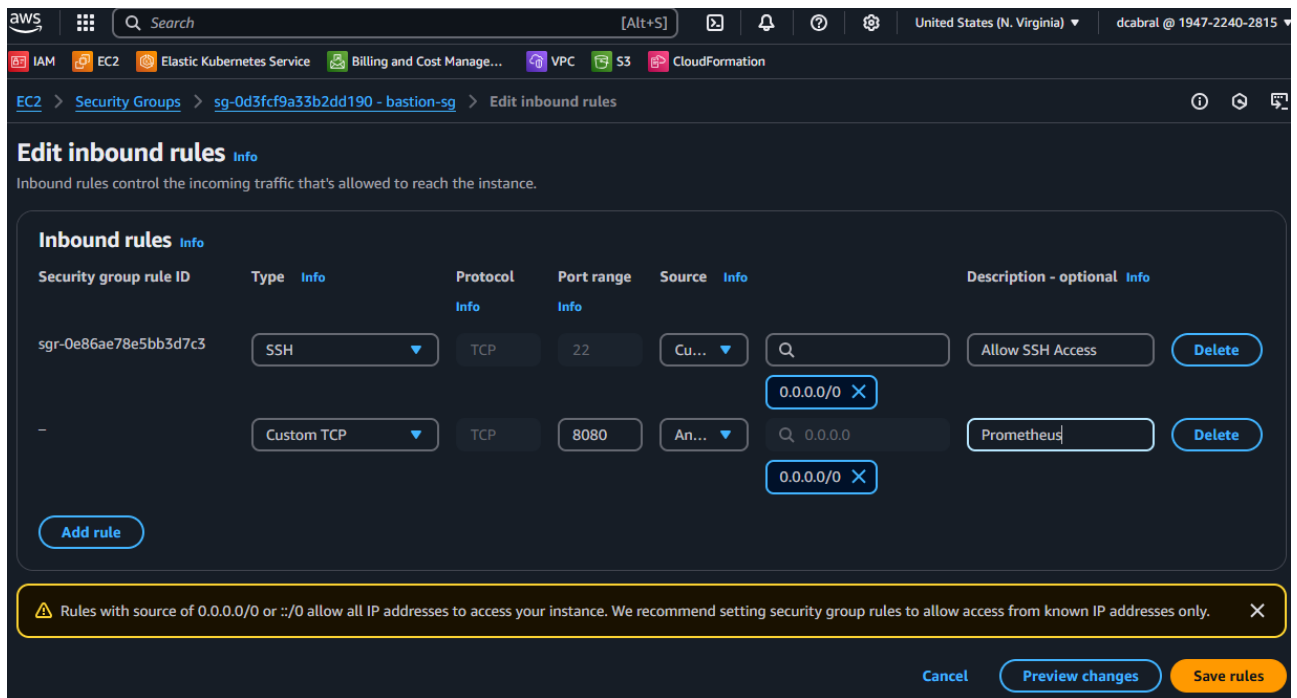 aws Search [Alt+S] United States (N. Virginia) dcabral @ 1947-2240-2815
IAM EC2 Elastic Kubernetes Service Billing and Cost Manage... VPC S3 CloudFormation
EC2 > Security Groups > sg-0d3fcf9a33b2dd190 - bastion-sg > Edit inbound rules
Edit inbound rules Info
Inbound rules control the incoming traffic that's allowed to reach the instance.
Inbound rules Info
Security group rule ID Type Info Protocol Info Port range Info Source Info Description - optional Info
sgr-0e86ae78e5bb3d7c3 SSH TCP 22 Cu... Allow SSH Access Delete
0.0.0.0/0
– Custom TCP TCP 8080 An... 0.0.0.0 Prometheus Delete
0.0.0.0/0
Add rule
Rules with source of 0.0.0.0/0 or ::/0 allow all IP addresses to access your instance. We recommend setting security group rules to allow access from known IP addresses only.
Cancel Preview changes Save rules